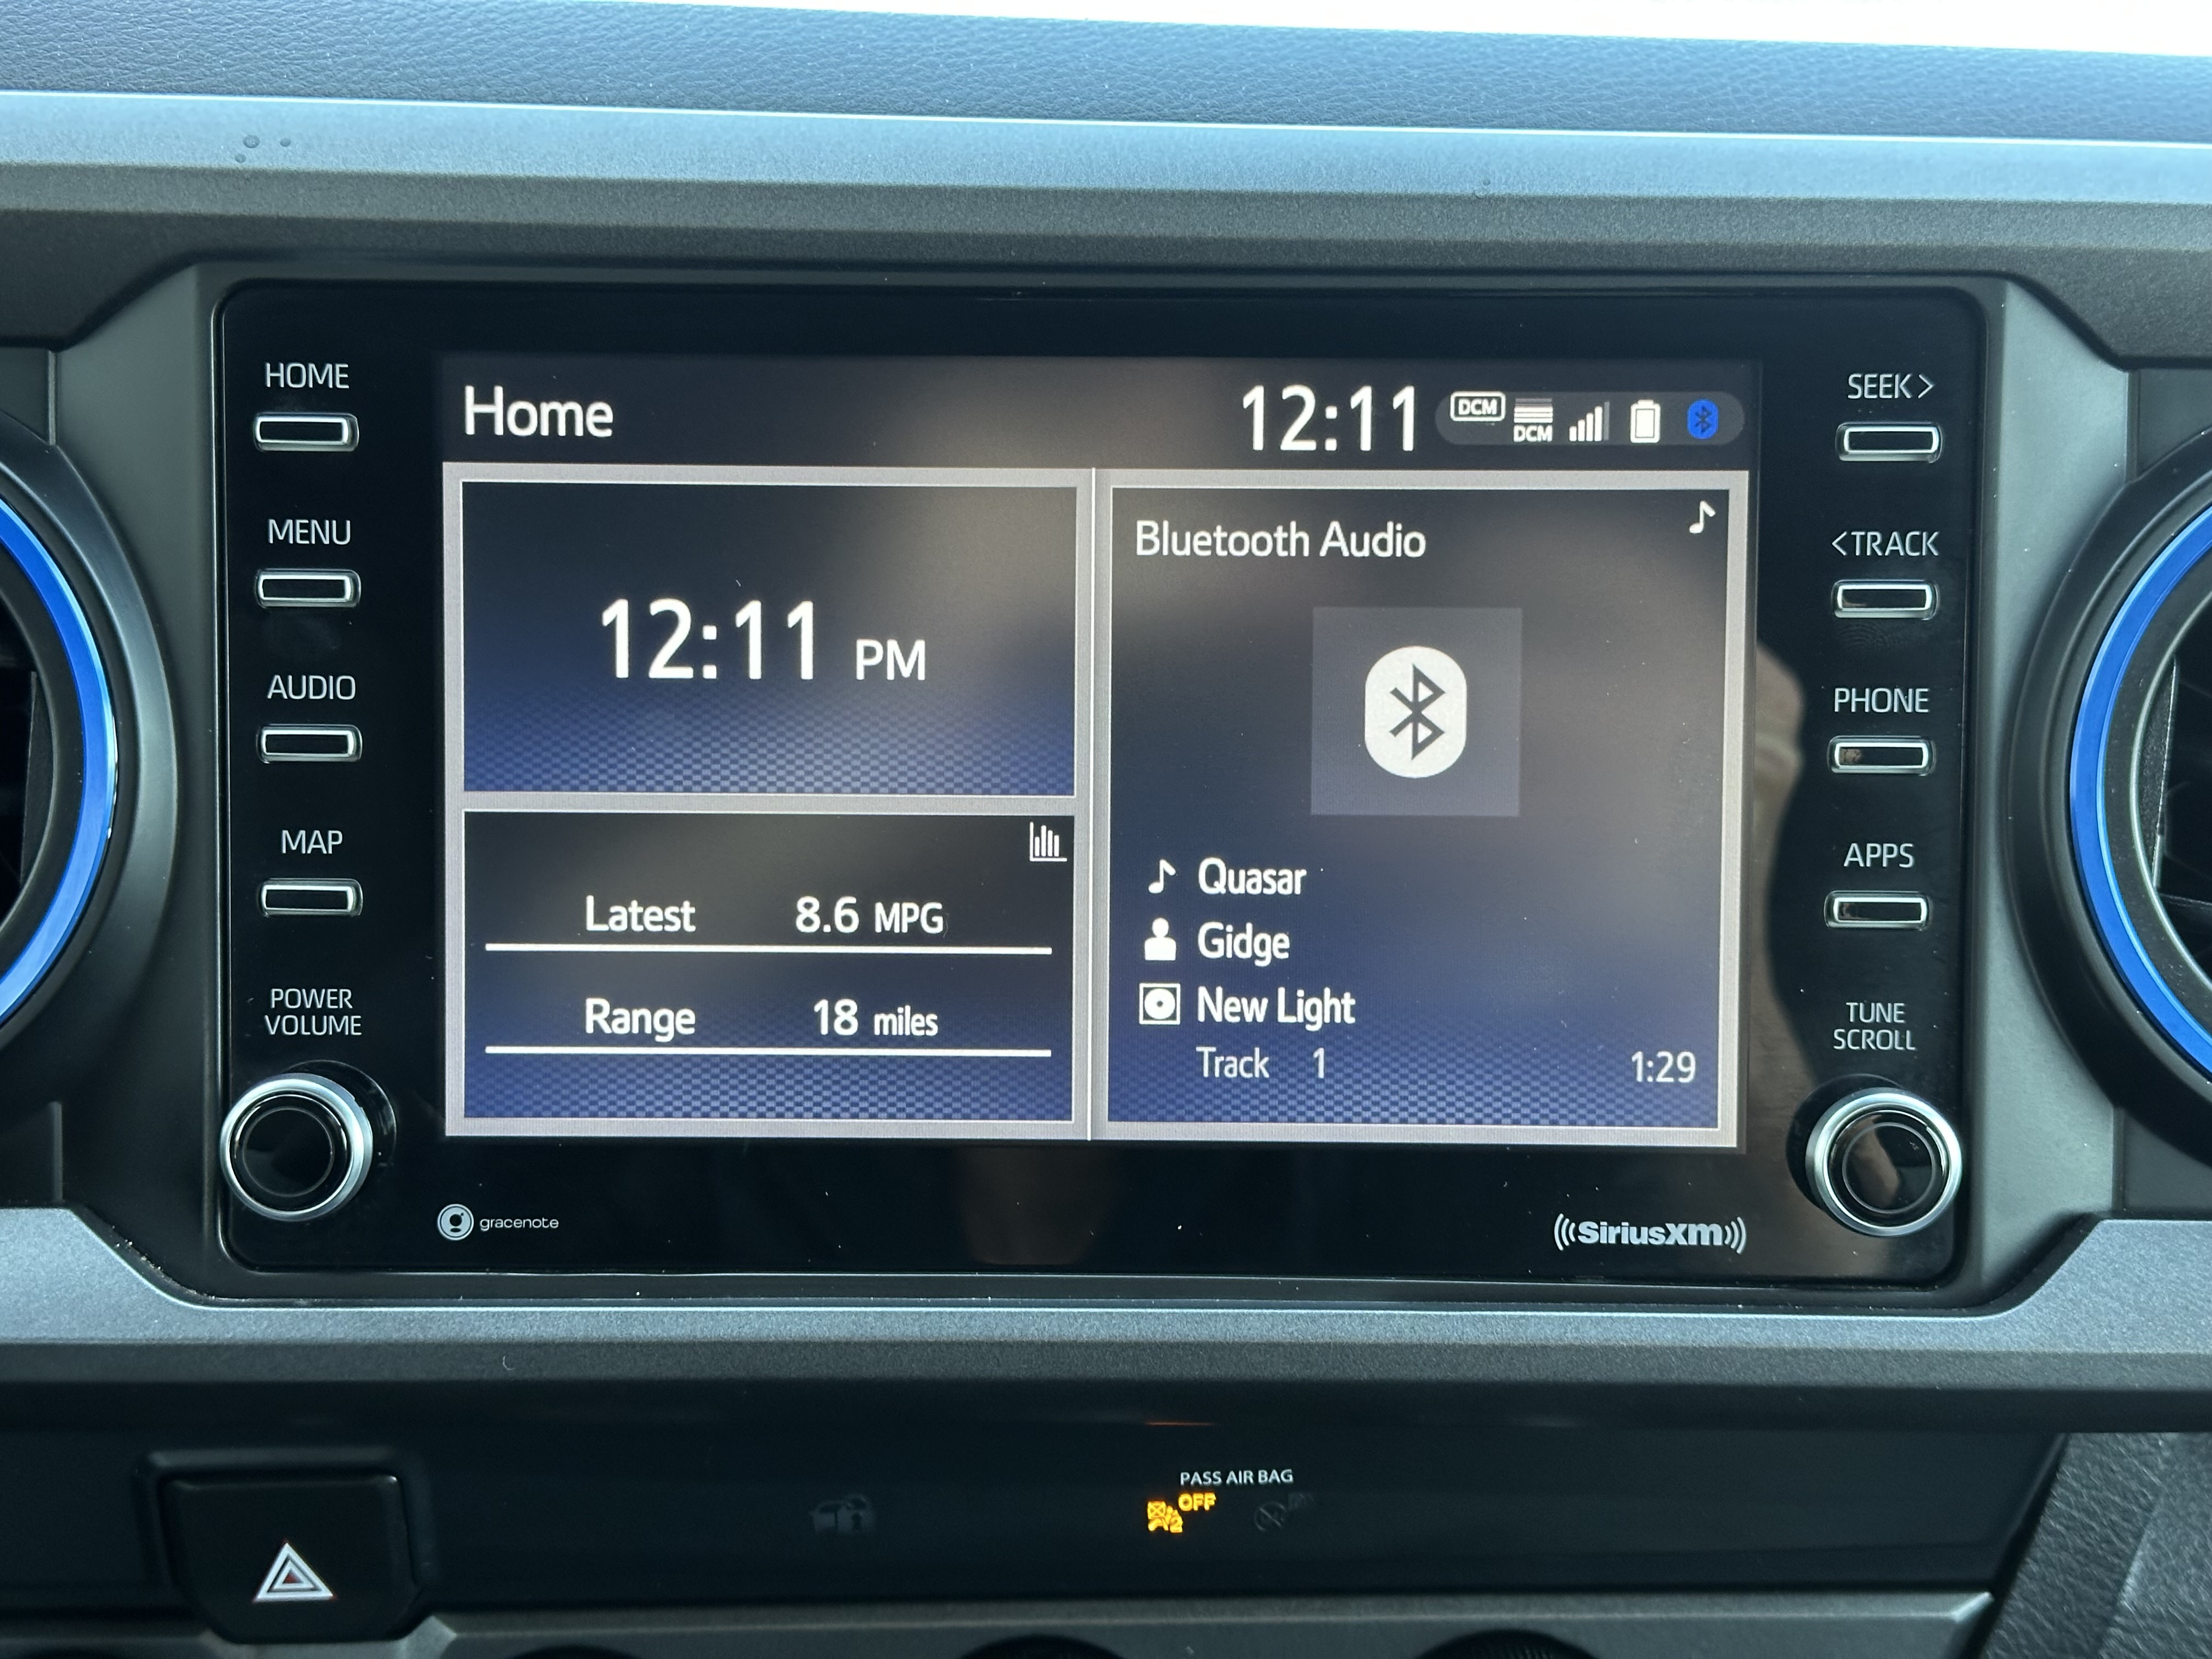 HOME
MENU
AUDIO
MAP
POWER
VOLUME
Home
12:11
DCM
DCM
12:11 PM
Latest 8.6 MPG
Range 18 miles
Bluetooth Audio
Quasar
Gidge
New Light
Track 1 1:29
SEEK >
< TRACK
PHONE
APPS
TUNE
SCROLL
gracenote
((SiriusXM))
PASS AIR BAG
OFF